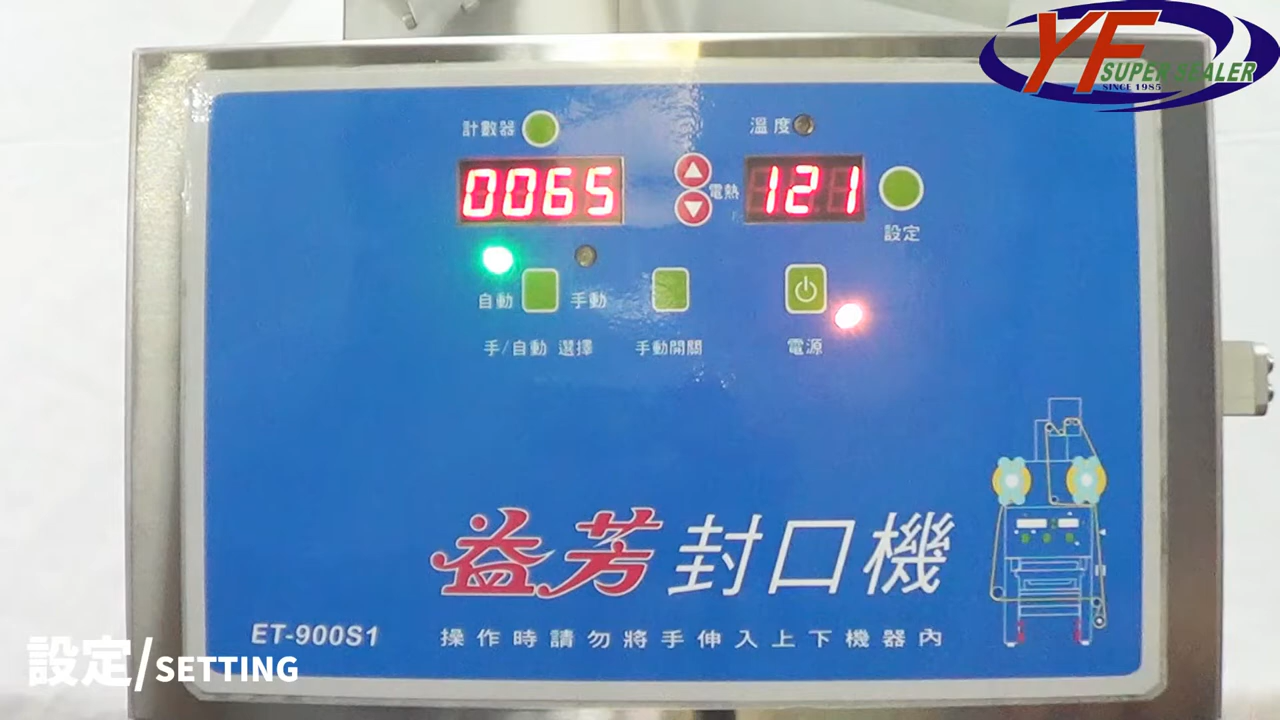 YF
SUPER SEALER
SINCE 1985
計數器
溫度
0065
電熱
121
設定
自動
手動
手/自動 選擇
手動開關
電源
益芳封口機
ET-900S1
操作時請勿將手伸入上下機器內
設定/SETTING